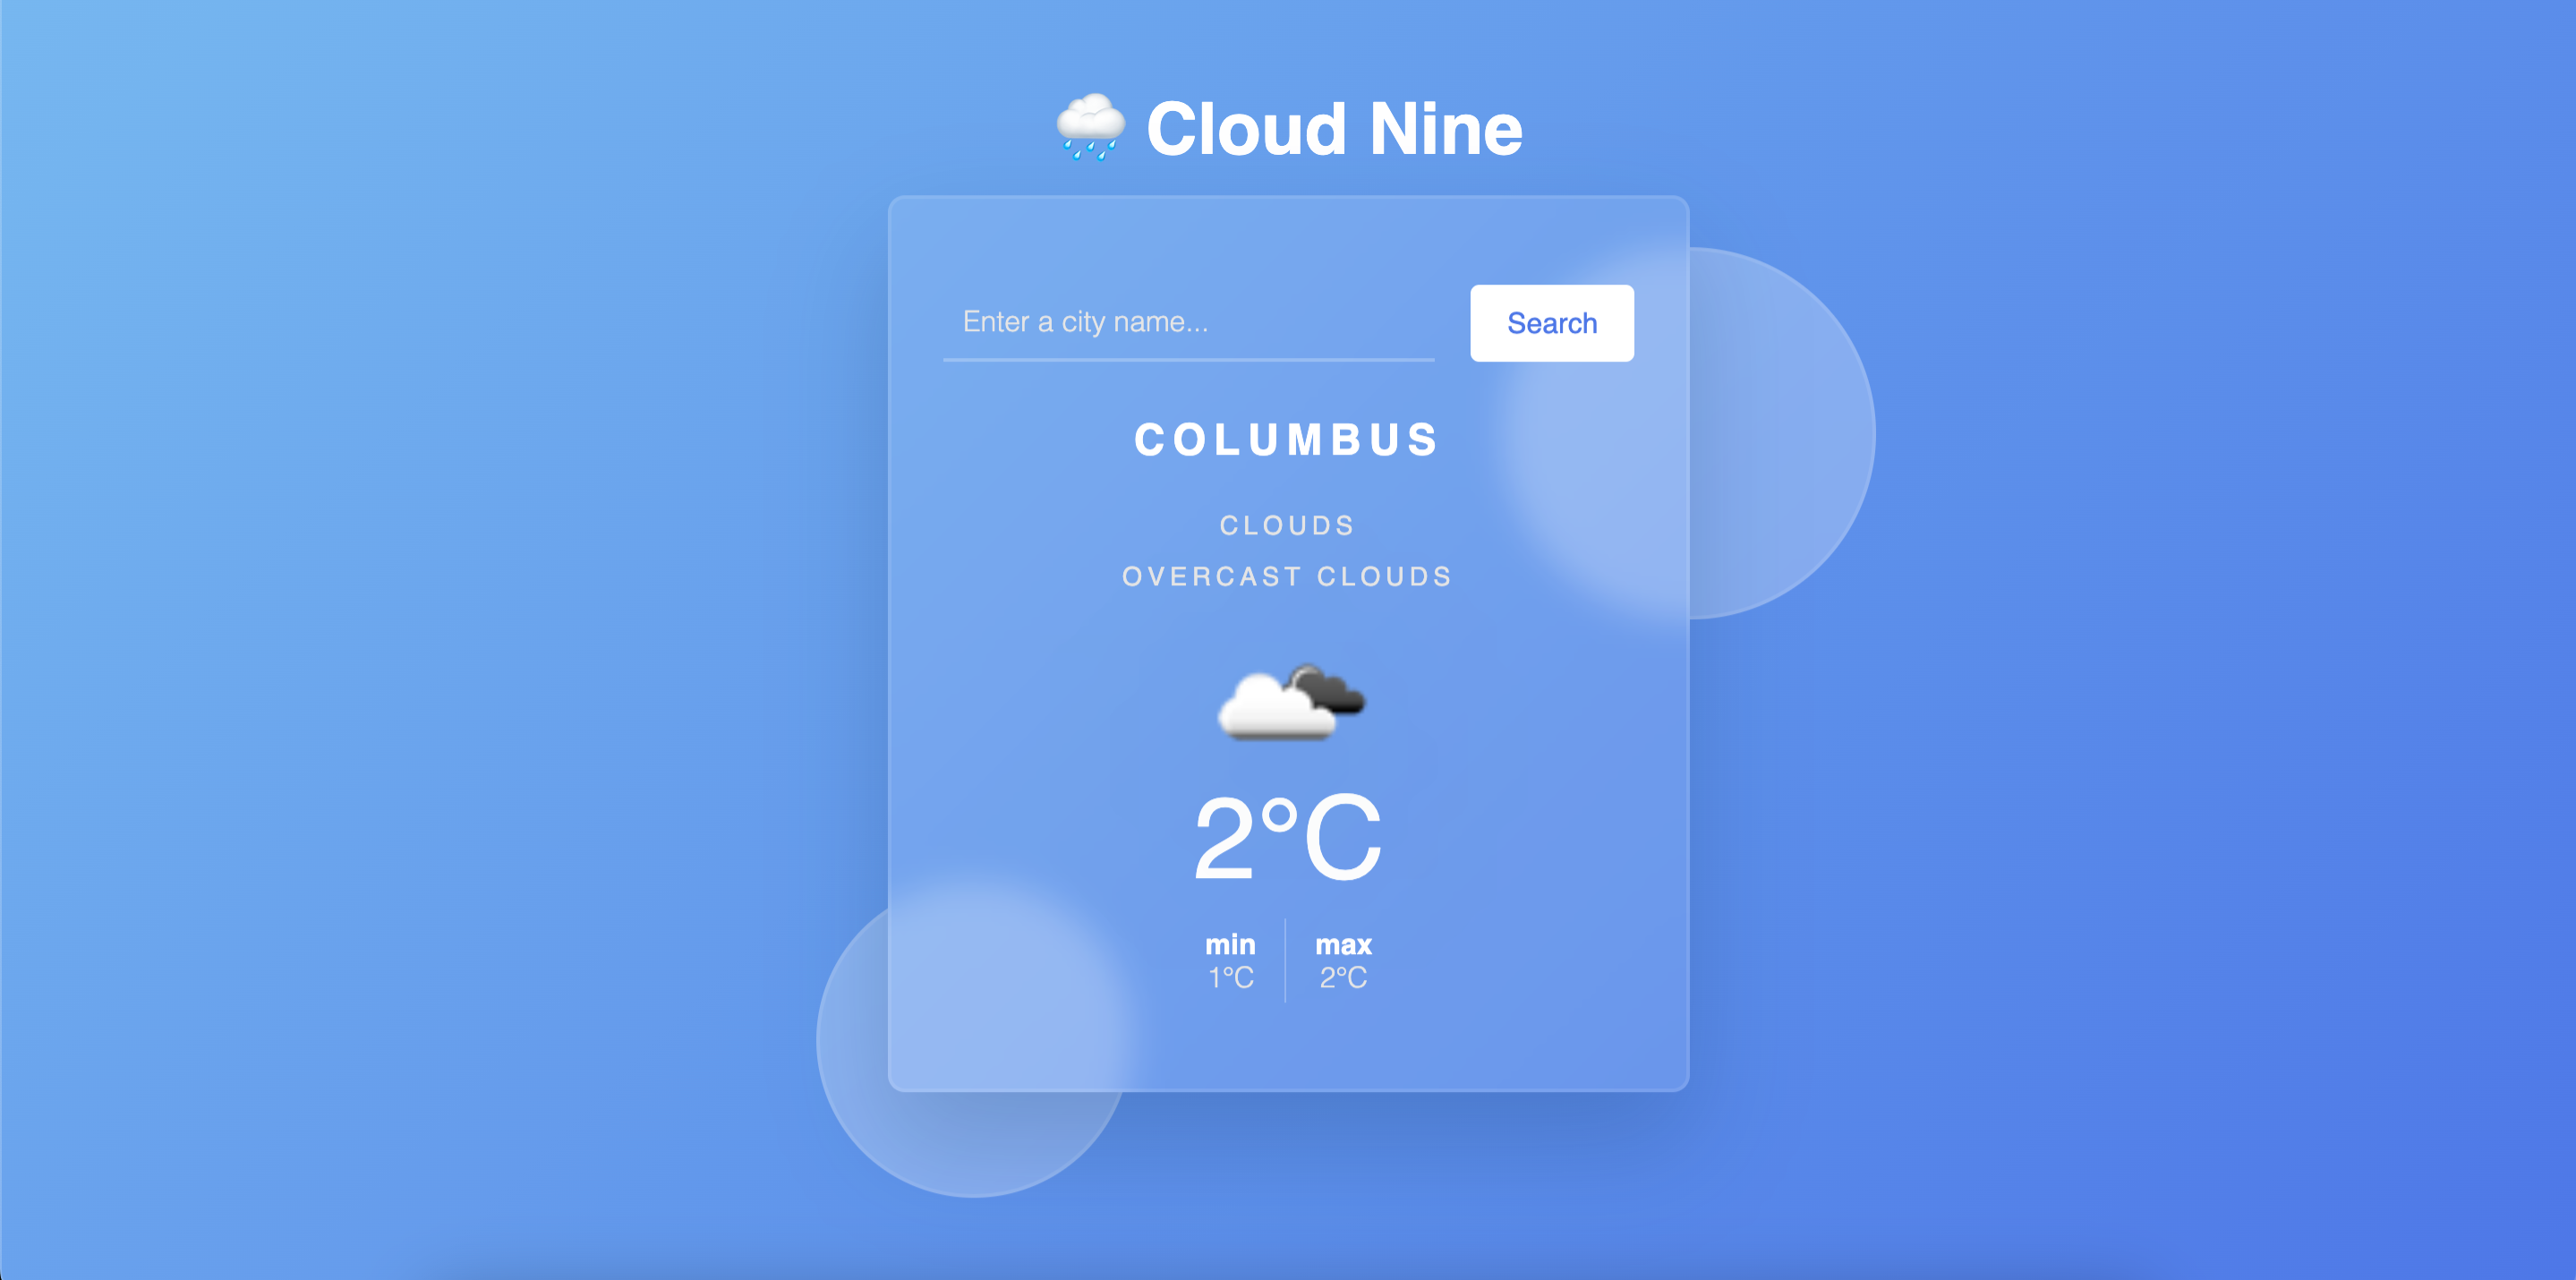 Cloud Nine
Enter a city name...
Search
COLUMBUS
CLOUDS
OVERCAST CLOUDS
2°C
min
1°C
max
2°C